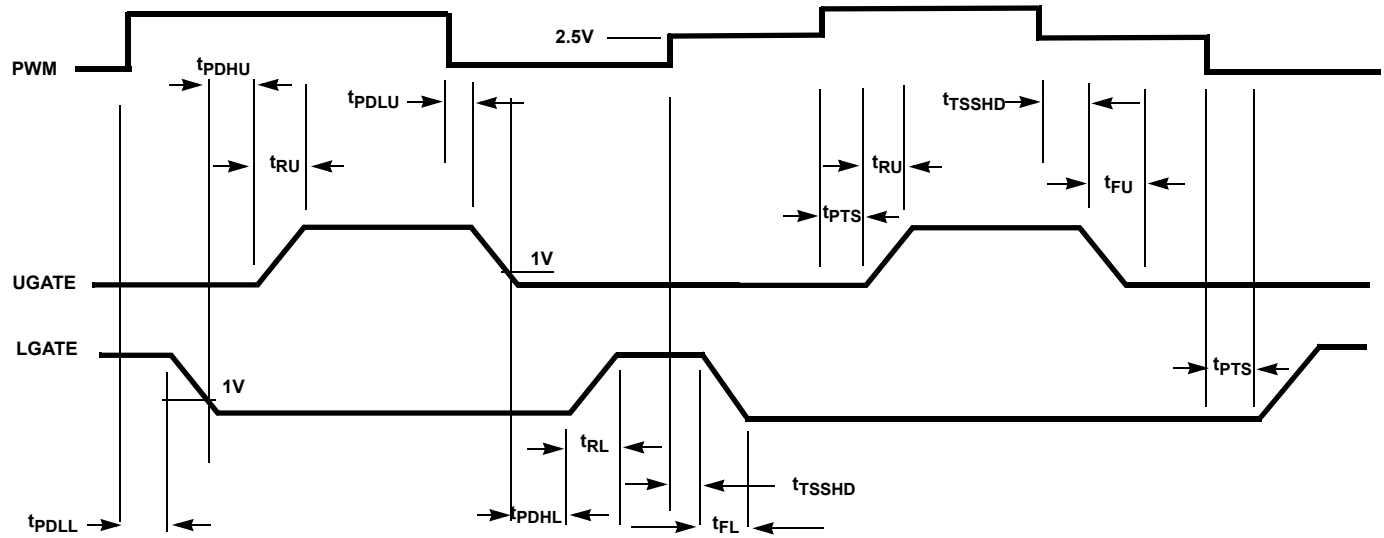 2.5V
PWM
tPDHU
tPDLU
tTSSHD
tRU
tRU
tFU
tPTS
1V
UGATE
LGATE
tPTS
1V
tRL
tTSSHD
tPDLL
tPDHL
tFL